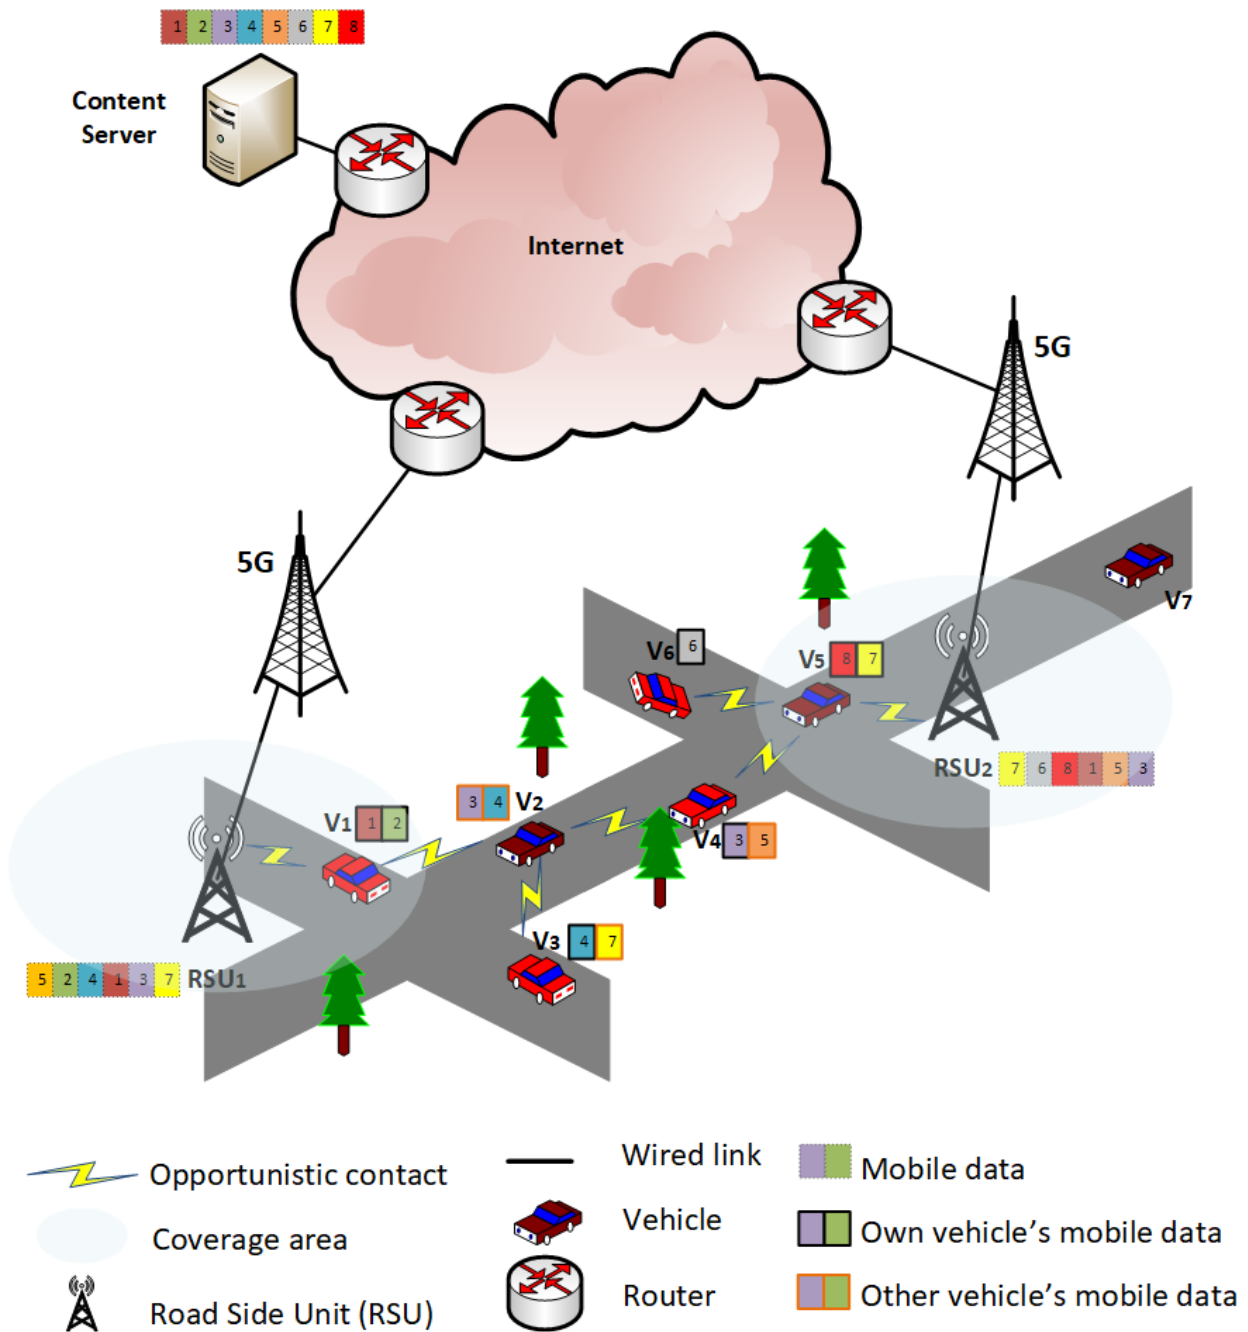 1 2 3 4 5 6 7 8
Content
Server
Internet
5G
5G
V7
V6 6
V5 8 7
RSU2 7 6 8 1 5 3
3 4 V2
V1 1 2
V4 3 5
V3 4 7
5 2 4 1 3 7 RSU1
Opportunistic contact
Wired link
Mobile data
Coverage area
Vehicle
Own vehicle's mobile data
Road Side Unit (RSU)
Router
Other vehicle's mobile data